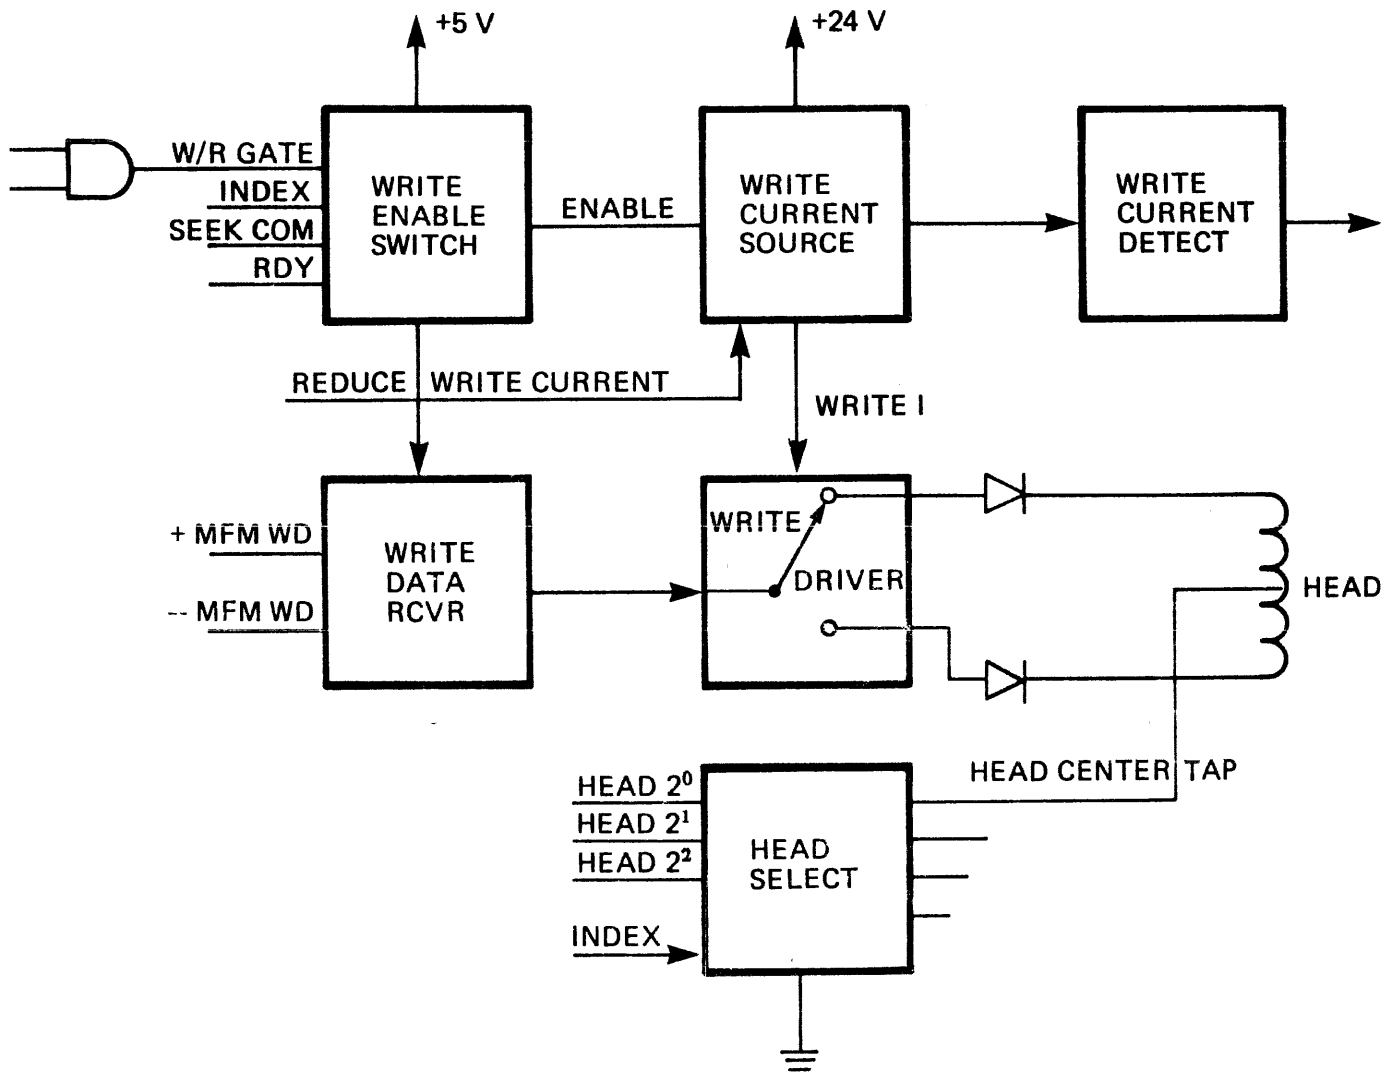 +5 V
+24 V
W/R GATE
INDEX
SEEK COM
RDY
WRITE
ENABLE
SWITCH
ENABLE
WRITE
CURRENT
SOURCE
WRITE
CURRENT
DETECT
REDUCE WRITE CURRENT
WRITE I
+ MFM WD
-- MFM WD
WRITE
DATA
RCVR
WRITE
DRIVER
HEAD
HEAD CENTER TAP
HEAD 2⁰
HEAD 2¹
HEAD 2²
INDEX
HEAD
SELECT